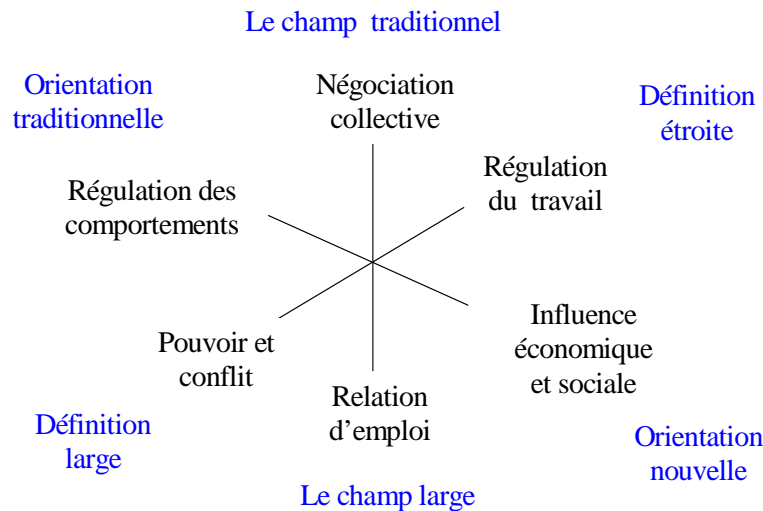 Le champ traditionnel
Orientation
traditionnelle
Négociation
collective
Définition
étroite
Régulation
du travail
Régulation des
comportements
Influence
économique
et sociale
Pouvoir et
conflit
Relation
d’emploi
Définition
large
Orientation
nouvelle
Le champ large